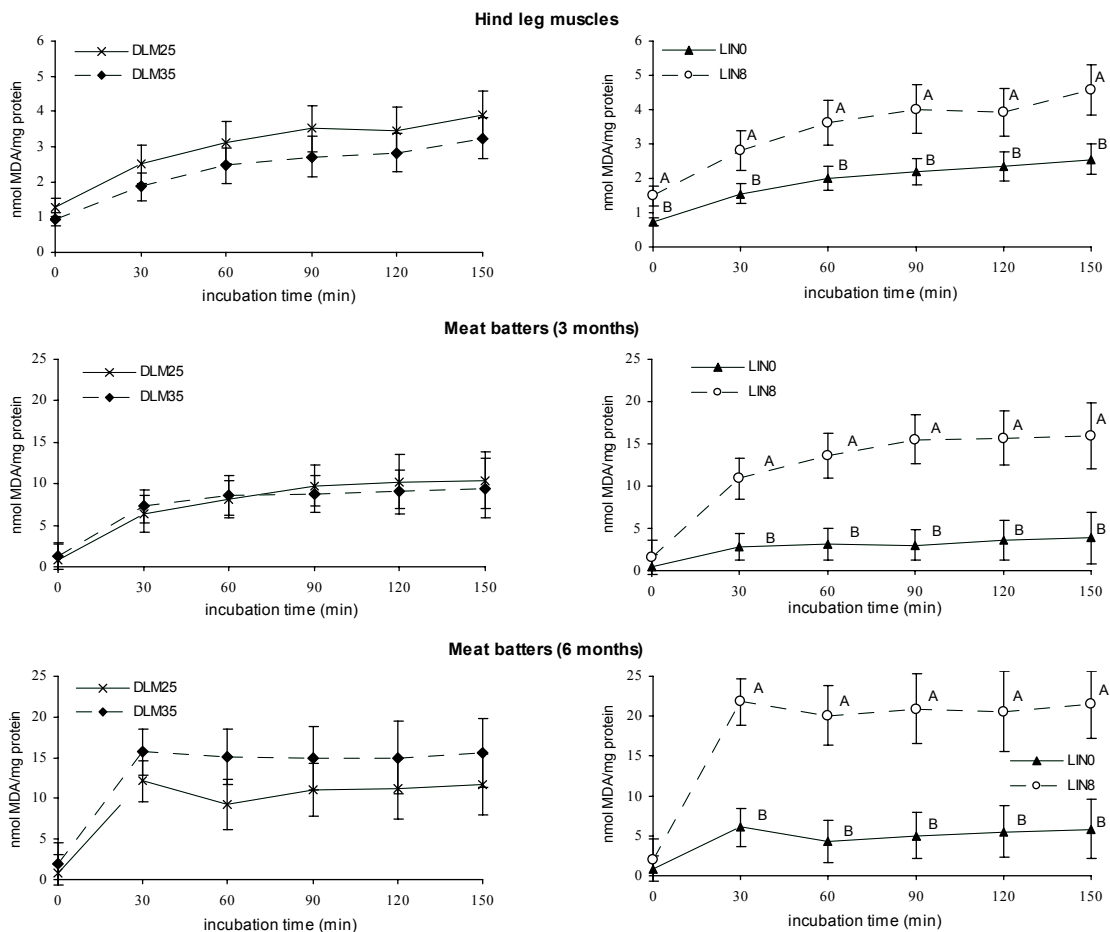 Hind leg muscles
6
5
4
3
2
1
0
nmol MDA/mg protein
DLM25
DLM35
0 30 60 90 120 150
incubation time (min)
6
5
4
3
2
1
0
nmol MDA/mg protein
LIN0
LIN8
A A A A A A
B B B B B B
0 30 60 90 120 150
incubation time (min)
Meat batters (3 months)
25
20
15
10
5
0
nmol MDA/mg protein
DLM25
DLM35
0 30 60 90 120 150
incubation time (min)
25
20
15
10
5
0
nmol MDA/mg protein
LIN0
LIN8
A A A A A
B B B B B
0 30 60 90 120 150
incubation time (min)
Meat batters (6 months)
25
20
15
10
5
0
nmol MDA/mg protein
DLM25
DLM35
0 30 60 90 120 150
incubation time (min)
25
20
15
10
5
0
nmol MDA/mg protein
A A A A A
LIN0
LIN8
B B B B B
0 30 60 90 120 150
incubation time (min)